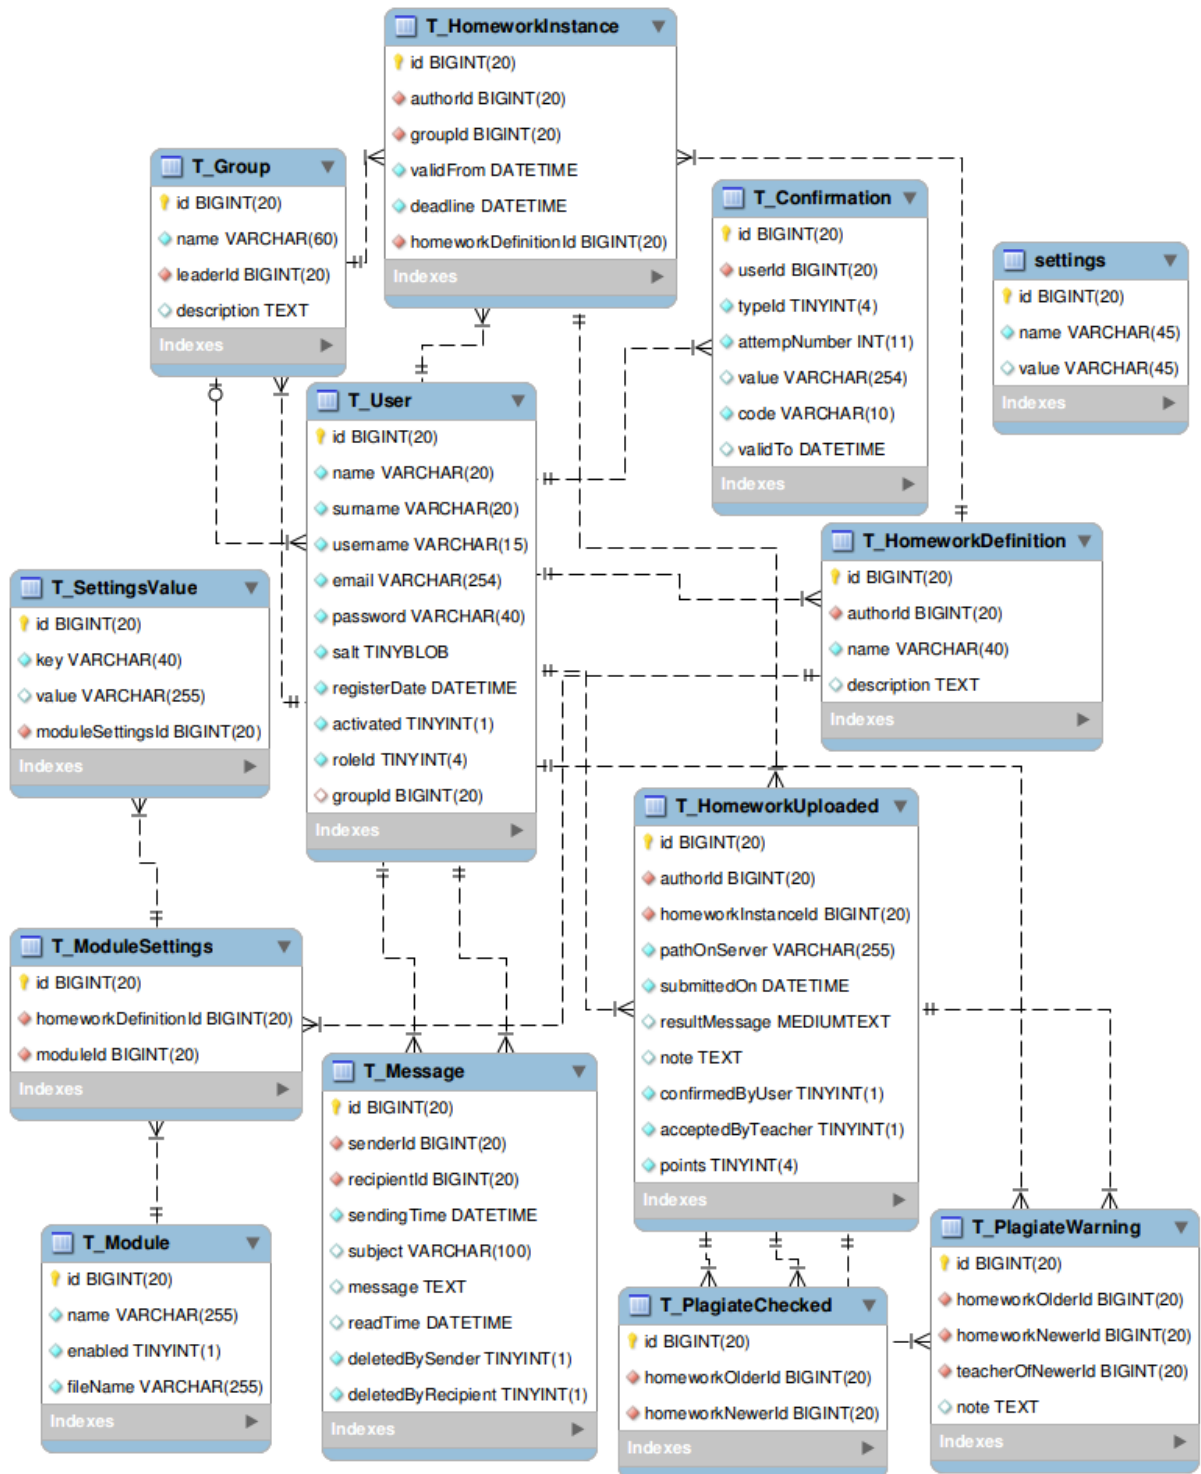 T_HomeworkInstance
id BIGINT(20)
authorId BIGINT(20)
groupId BIGINT(20)
validFrom DATETIME
deadline DATETIME
homeworkDefinitionId BIGINT(20)
Indexes
T_Group
id BIGINT(20)
name VARCHAR(60)
leaderId BIGINT(20)
description TEXT
Indexes
T_Confirmation
id BIGINT(20)
userId BIGINT(20)
typeId TINYINT(4)
attempNumber INT(11)
value VARCHAR(254)
code VARCHAR(10)
validTo DATETIME
Indexes
settings
id BIGINT(20)
name VARCHAR(45)
value VARCHAR(45)
Indexes
T_User
id BIGINT(20)
name VARCHAR(20)
surname VARCHAR(20)
username VARCHAR(15)
email VARCHAR(254)
password VARCHAR(40)
salt TINYBLOB
registerDate DATETIME
activated TINYINT(1)
roleId TINYINT(4)
groupId BIGINT(20)
Indexes
T_HomeworkDefinition
id BIGINT(20)
authorId BIGINT(20)
name VARCHAR(40)
description TEXT
Indexes
T_SettingsValue
id BIGINT(20)
key VARCHAR(40)
value VARCHAR(255)
moduleSettingsId BIGINT(20)
Indexes
T_HomeworkUploaded
id BIGINT(20)
authorId BIGINT(20)
homeworkInstanceId BIGINT(20)
pathOnServer VARCHAR(255)
submittedOn DATETIME
resultMessage MEDIUMTEXT
note TEXT
confirmedByUser TINYINT(1)
acceptedByTeacher TINYINT(1)
points TINYINT(4)
Indexes
T_ModuleSettings
id BIGINT(20)
homeworkDefinitionId BIGINT(20)
moduleId BIGINT(20)
Indexes
T_Message
id BIGINT(20)
senderId BIGINT(20)
recipientId BIGINT(20)
sendingTime DATETIME
subject VARCHAR(100)
message TEXT
readTime DATETIME
deletedBySender TINYINT(1)
deletedByRecipient TINYINT(1)
Indexes
T_Module
id BIGINT(20)
name VARCHAR(255)
enabled TINYINT(1)
fileName VARCHAR(255)
Indexes
T_PlagiateChecked
id BIGINT(20)
homeworkOlderId BIGINT(20)
homeworkNewerId BIGINT(20)
Indexes
T_PlagiateWarning
id BIGINT(20)
homeworkOlderId BIGINT(20)
homeworkNewerId BIGINT(20)
teacherOfNewerId BIGINT(20)
note TEXT
Indexes